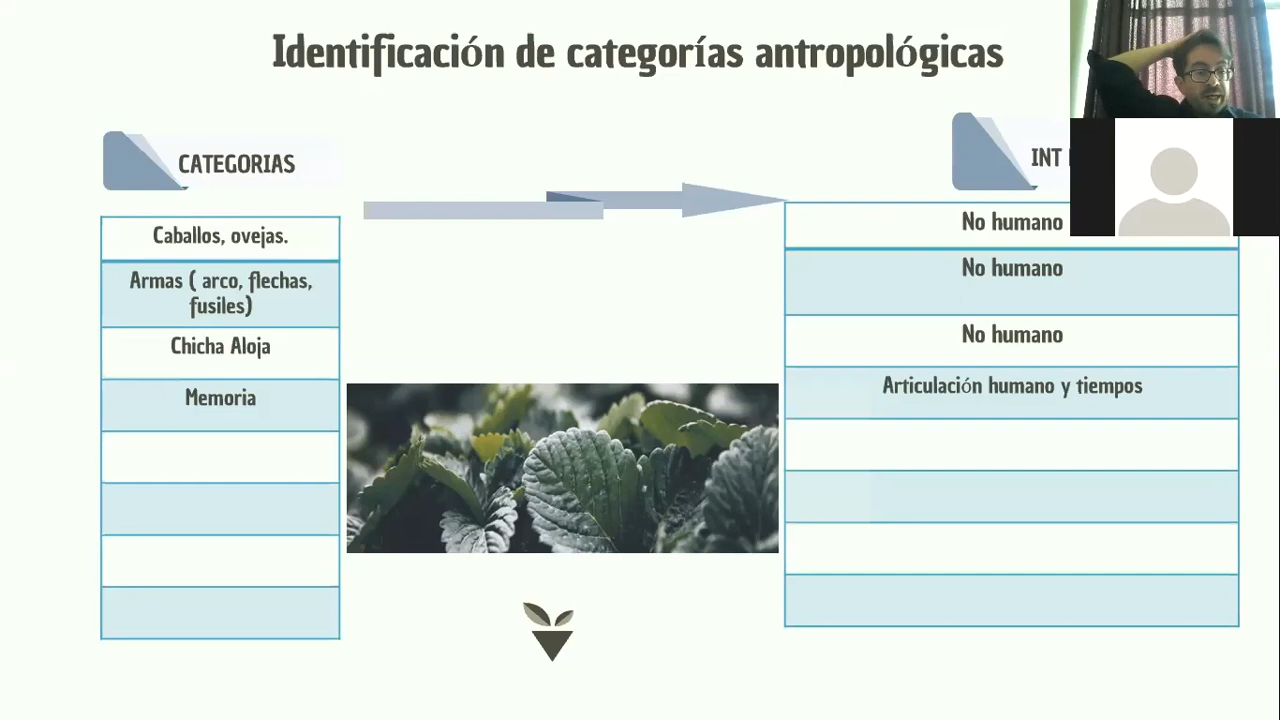 Identificación de categorías antropológicas
CATEGORIAS
INT
Caballos, ovejas.
No humano
Armas ( arco, flechas,
fusiles)
No humano
Chicha Aloja
No humano
Memoria
Articulación humano y tiempos